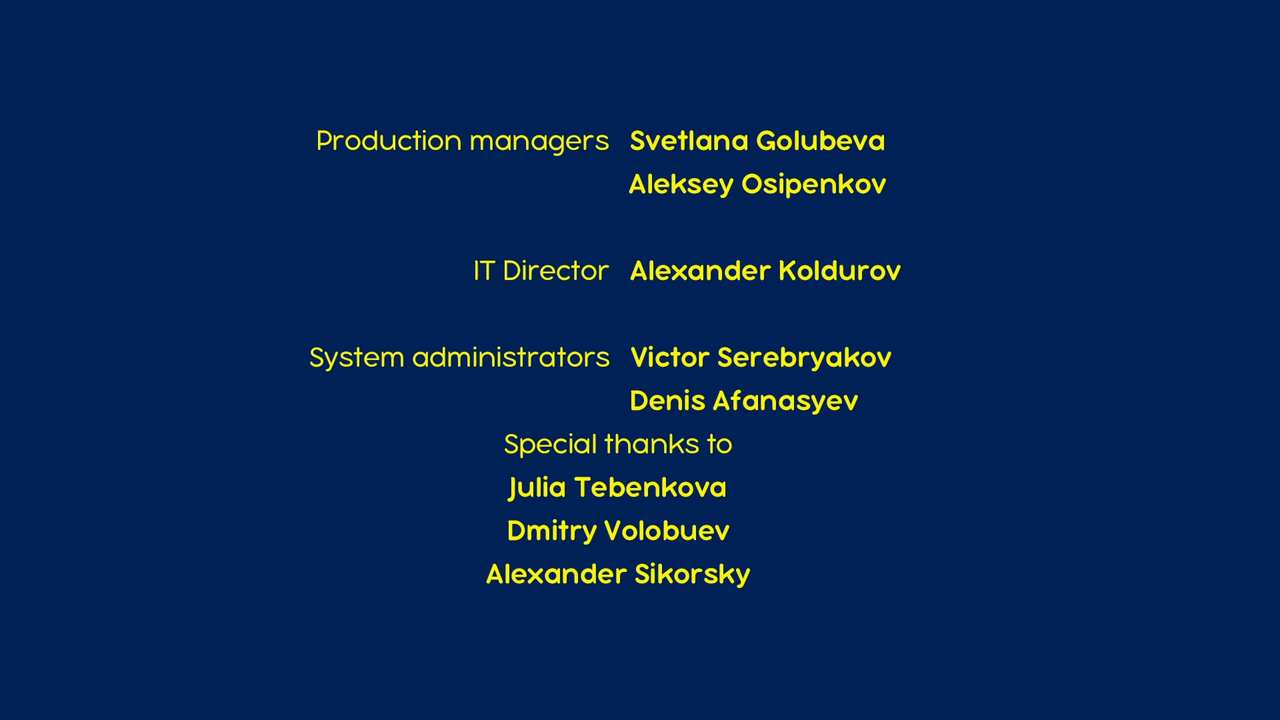 Production managers Svetlana Golubeva
Aleksey Osipenkov
IT Director Alexander Koldurov
System administrators Victor Serebryakov
Denis Afanasyev
Special thanks to
Julia Tebenkova
Dmitry Volobuev
Alexander Sikorsky